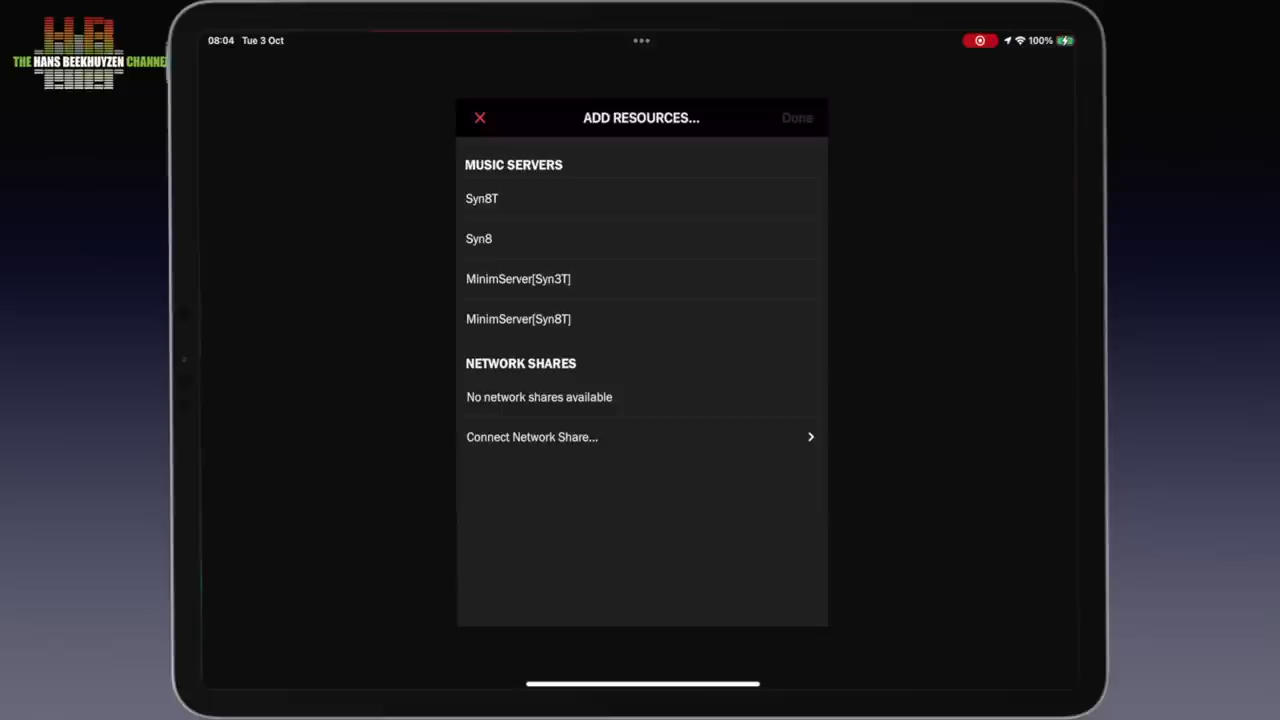 THE HANS BEEKHUYZEN CHANNE
08:04 Tue 3 Oct
100%
ADD RESOURCES...
Done
MUSIC SERVERS
Syn8T
Syn8
MinimServer[Syn3T]
MinimServer[Syn8T]
NETWORK SHARES
No network shares available
Connect Network Share...